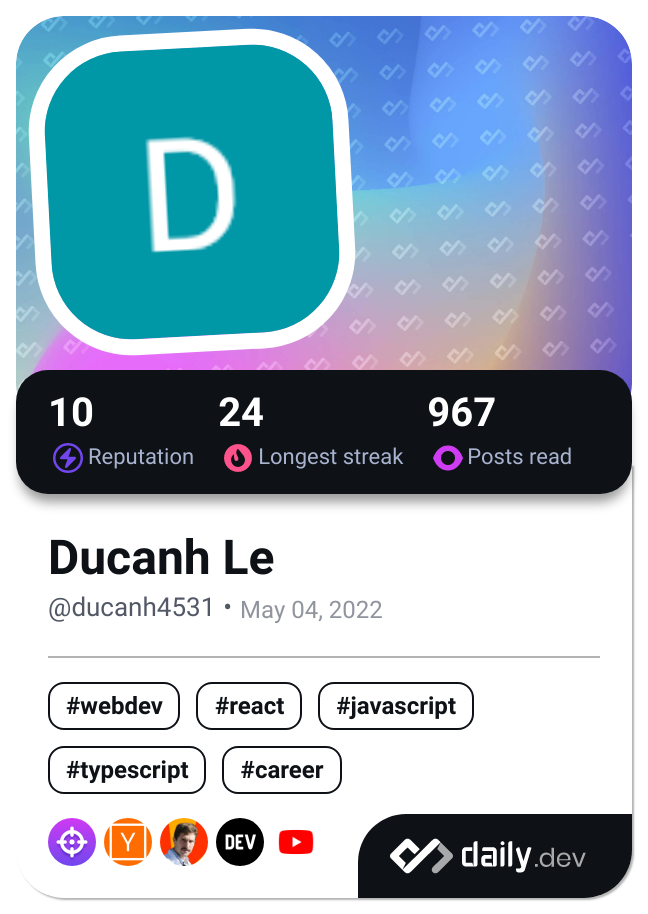 D
10 24 967
Reputation Longest streak Posts read
Ducanh Le
@ducanh4531 • May 04, 2022
#webdev #react #javascript
#typescript #career
Y DEV
daily.dev